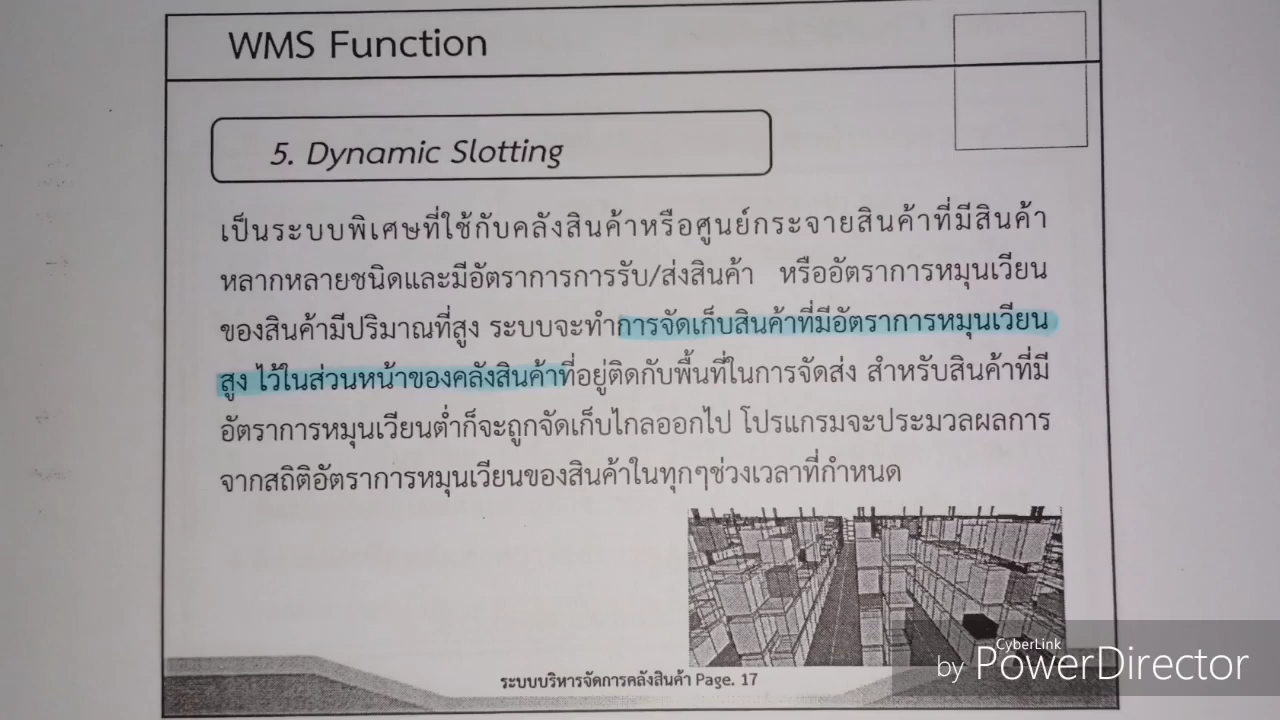 WMS Function
5. Dynamic Slotting
เป็นระบบพิเศษที่ใช้กับคลังสินค้าหรือศูนย์กระจายสินค้าที่มีสินค้า
หลากหลายชนิดและมีอัตราการการรับ/ส่งสินค้า หรืออัตราการหมุนเวียน
ของสินค้ามีปริมาณที่สูง ระบบจะทำการจัดเก็บสินค้าที่มีอัตราการหมุนเวียน
สูง ไว้ในส่วนหน้าของคลังสินค้าที่อยู่ติดกับพื้นที่ในการจัดส่ง สำหรับสินค้าที่มี
อัตราการหมุนเวียนต่ำก็จะถูกจัดเก็บไกลออกไป โปรแกรมจะประมวลผลการ
จากสถิติอัตราการหมุนเวียนของสินค้าในทุกๆช่วงเวลาที่กำหนด
ระบบบริหารจัดการคลังสินค้า Page. 17
CyberLink
by PowerDirector